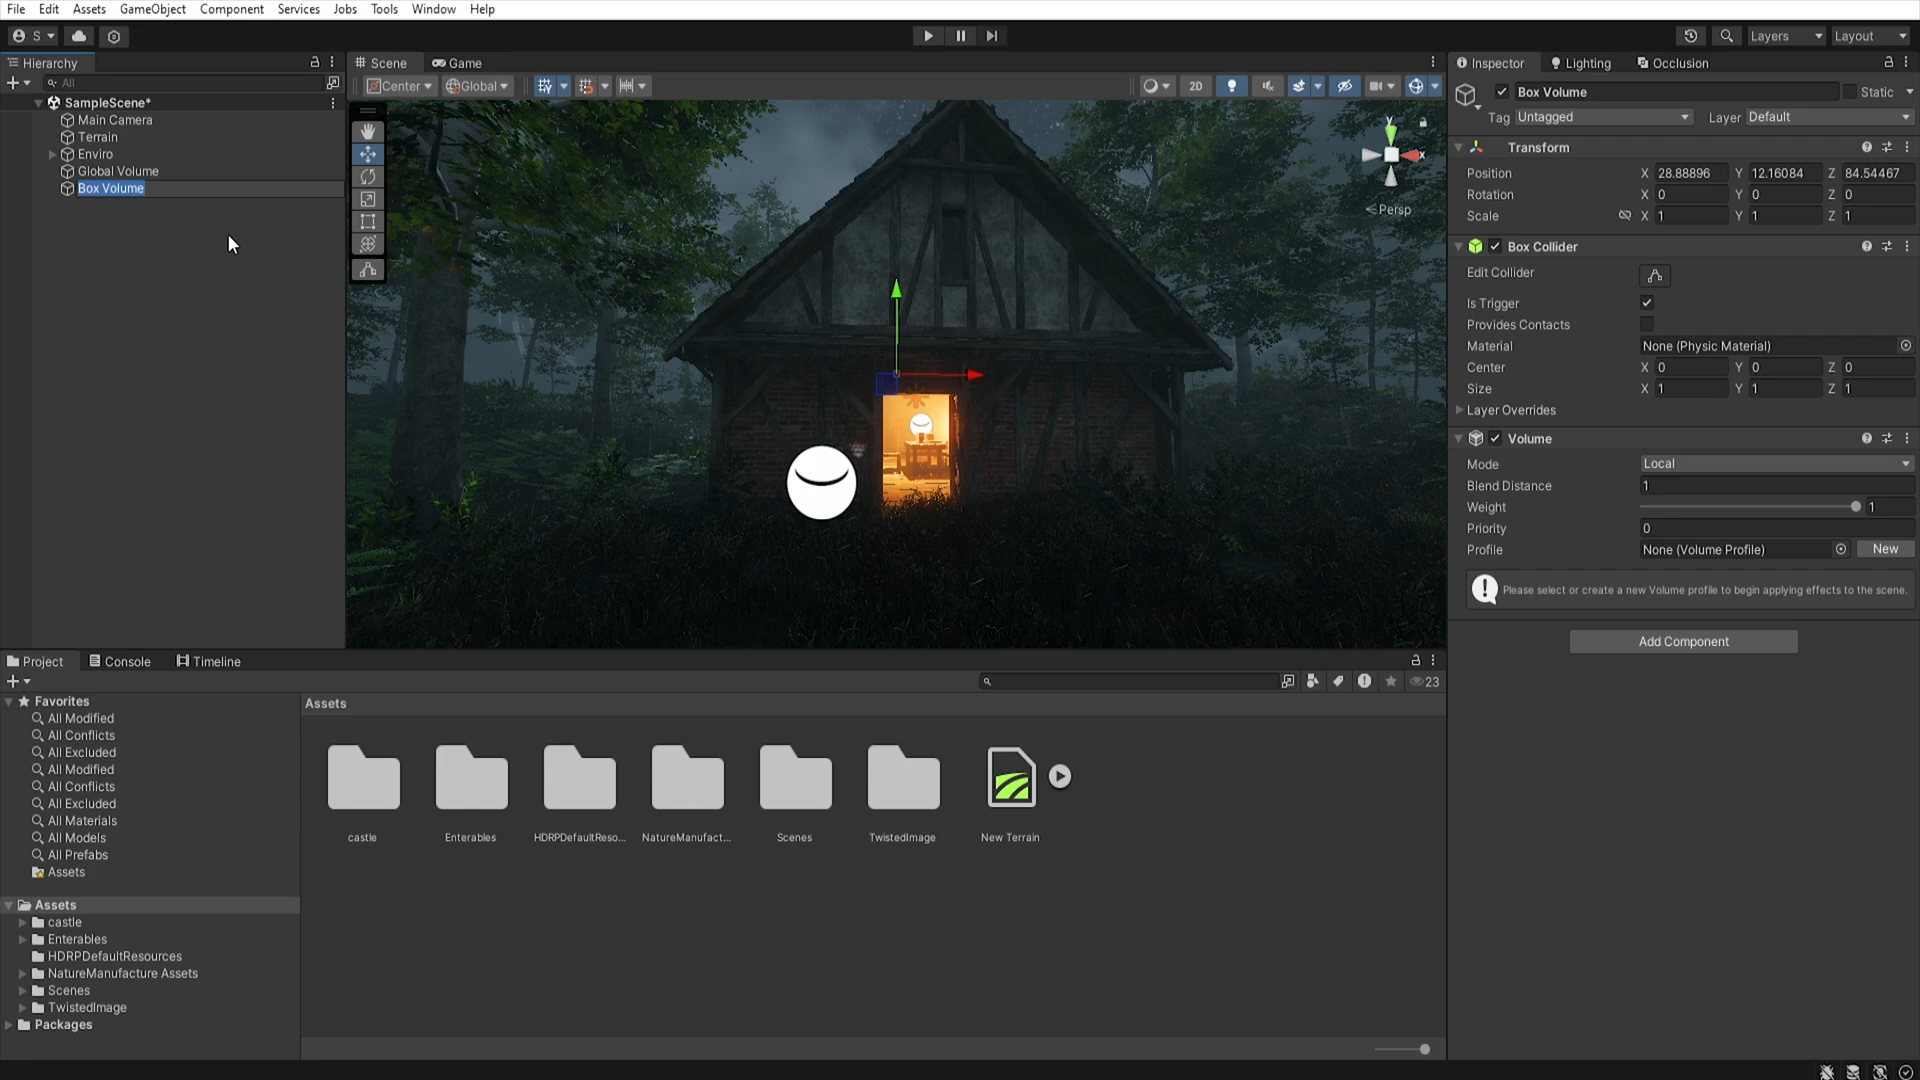 File Edit Assets GameObject Component Services Jobs Tools Window Help
S Layers Layout
Hierarchy
All
SampleScene*
Main Camera
Terrain
Enviro
Global Volume
Box Volume
Scene Game
Center Global 2D
y
x
Persp
Inspector Lighting Occlusion
Box Volume Static
Tag Untagged Layer Default
Transform
Position X 28.88896 Y 12.16084 Z 84.54467
Rotation X 0 Y 0 Z 0
Scale X 1 Y 1 Z 1
Box Collider
Edit Collider
Is Trigger
Provides Contacts
Material None (Physic Material)
Center X 0 Y 0 Z 0
Size X 1 Y 1 Z 1
Layer Overrides
Volume
Mode Local
Blend Distance 1
Weight 1
Priority 0
Profile None (Volume Profile) New
Please select or create a new Volume profile to begin applying effects to the scene.
Add Component
Project Console Timeline
23
Favorites
All Modified
All Conflicts
All Excluded
All Modified
All Conflicts
All Excluded
All Materials
All Models
All Prefabs
Assets
Assets
castle
Enterables
HDRPDefaultResources
NatureManufacture Assets
Scenes
TwistedImage
Packages
Assets
castle Enterables HDRPDefaultReso... NatureManufact... Scenes TwistedImage New Terrain